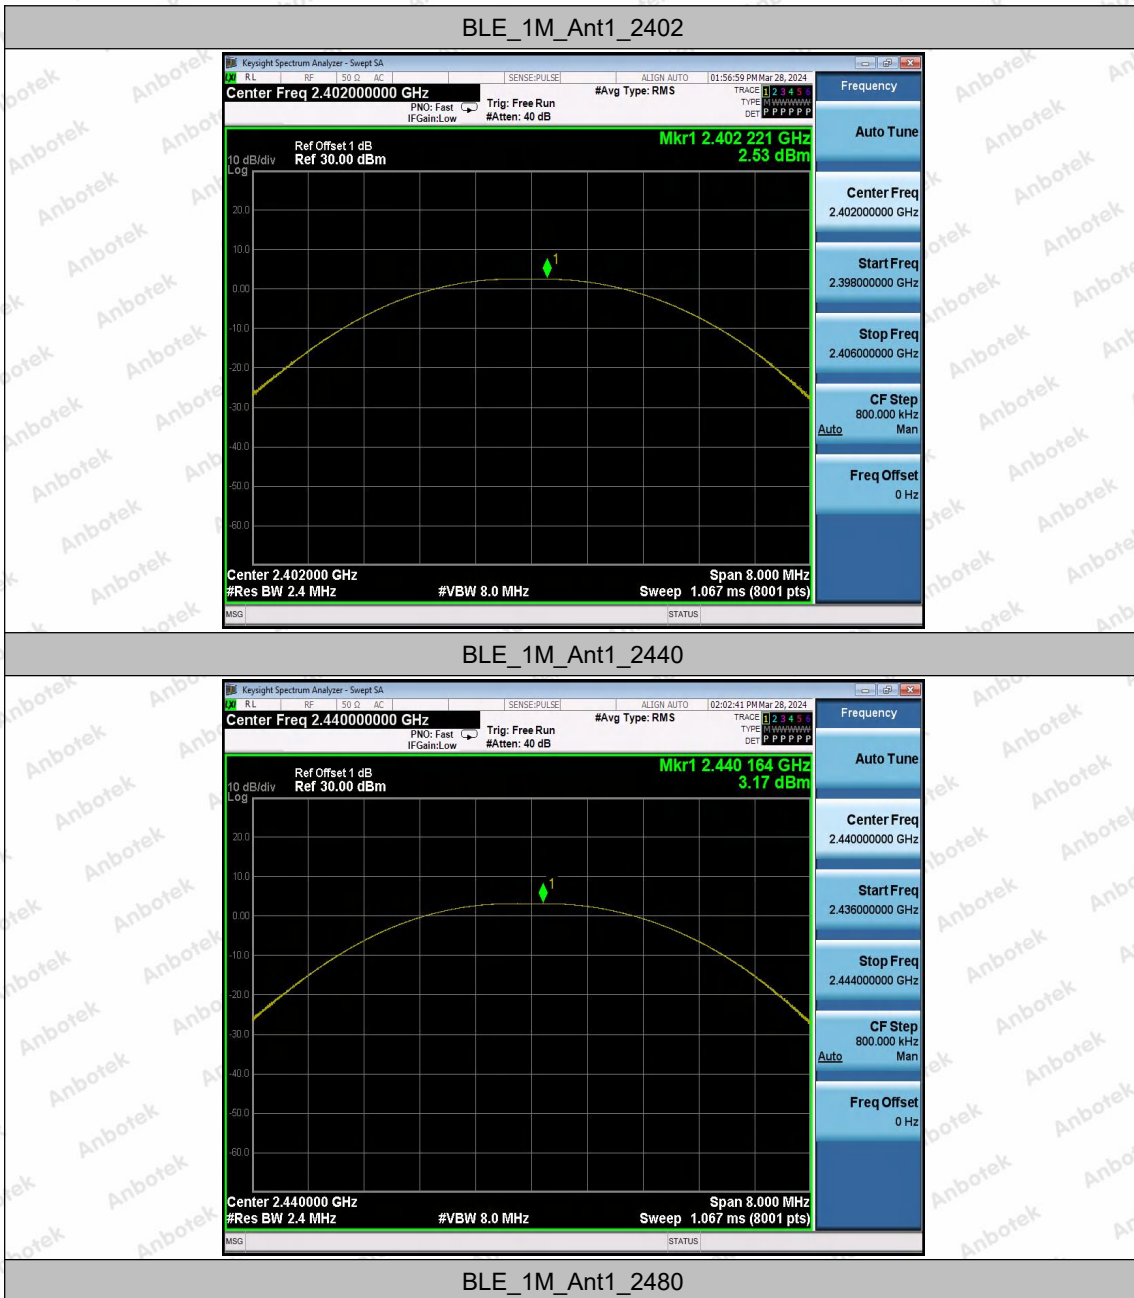 BLE_1M_Ant1_2402
Keysight Spectrum Analyzer - Swept SA
LXI RL RF 50 Ω AC SENSE:PULSE ALIGN AUTO 01:56:59 PM Mar 28, 2024
Center Freq 2.402000000 GHz
PNO: Fast
IFGain:Low
Trig: Free Run
#Atten: 40 dB
#Avg Type: RMS
TRACE 1 2 3 4 5 6
TYPE M WWWWW
DET P P P P P P
Ref Offset 1 dB
10 dB/div Ref 30.00 dBm
Log
Mkr1 2.402 221 GHz
2.53 dBm
20.0
10.0
1
0.00
-10.0
-20.0
-30.0
-40.0
-50.0
-60.0
Center 2.402000 GHz Span 8.000 MHz
#Res BW 2.4 MHz #VBW 8.0 MHz Sweep 1.067 ms (8001 pts)
MSG STATUS
Frequency
Auto Tune
Center Freq
2.402000000 GHz
Start Freq
2.398000000 GHz
Stop Freq
2.406000000 GHz
CF Step
800.000 kHz
Auto Man
Freq Offset
0 Hz
BLE_1M_Ant1_2440
Keysight Spectrum Analyzer - Swept SA
LXI RL RF 50 Ω AC SENSE:PULSE ALIGN AUTO 02:02:41 PM Mar 28, 2024
Center Freq 2.440000000 GHz
PNO: Fast
IFGain:Low
Trig: Free Run
#Atten: 40 dB
#Avg Type: RMS
TRACE 1 2 3 4 5 6
TYPE M WWWWW
DET P P P P P P
Ref Offset 1 dB
10 dB/div Ref 30.00 dBm
Log
Mkr1 2.440 164 GHz
3.17 dBm
20.0
10.0
1
0.00
-10.0
-20.0
-30.0
-40.0
-50.0
-60.0
Center 2.440000 GHz Span 8.000 MHz
#Res BW 2.4 MHz #VBW 8.0 MHz Sweep 1.067 ms (8001 pts)
MSG STATUS
Frequency
Auto Tune
Center Freq
2.440000000 GHz
Start Freq
2.436000000 GHz
Stop Freq
2.444000000 GHz
CF Step
800.000 kHz
Auto Man
Freq Offset
0 Hz
BLE_1M_Ant1_2480
Anbotek